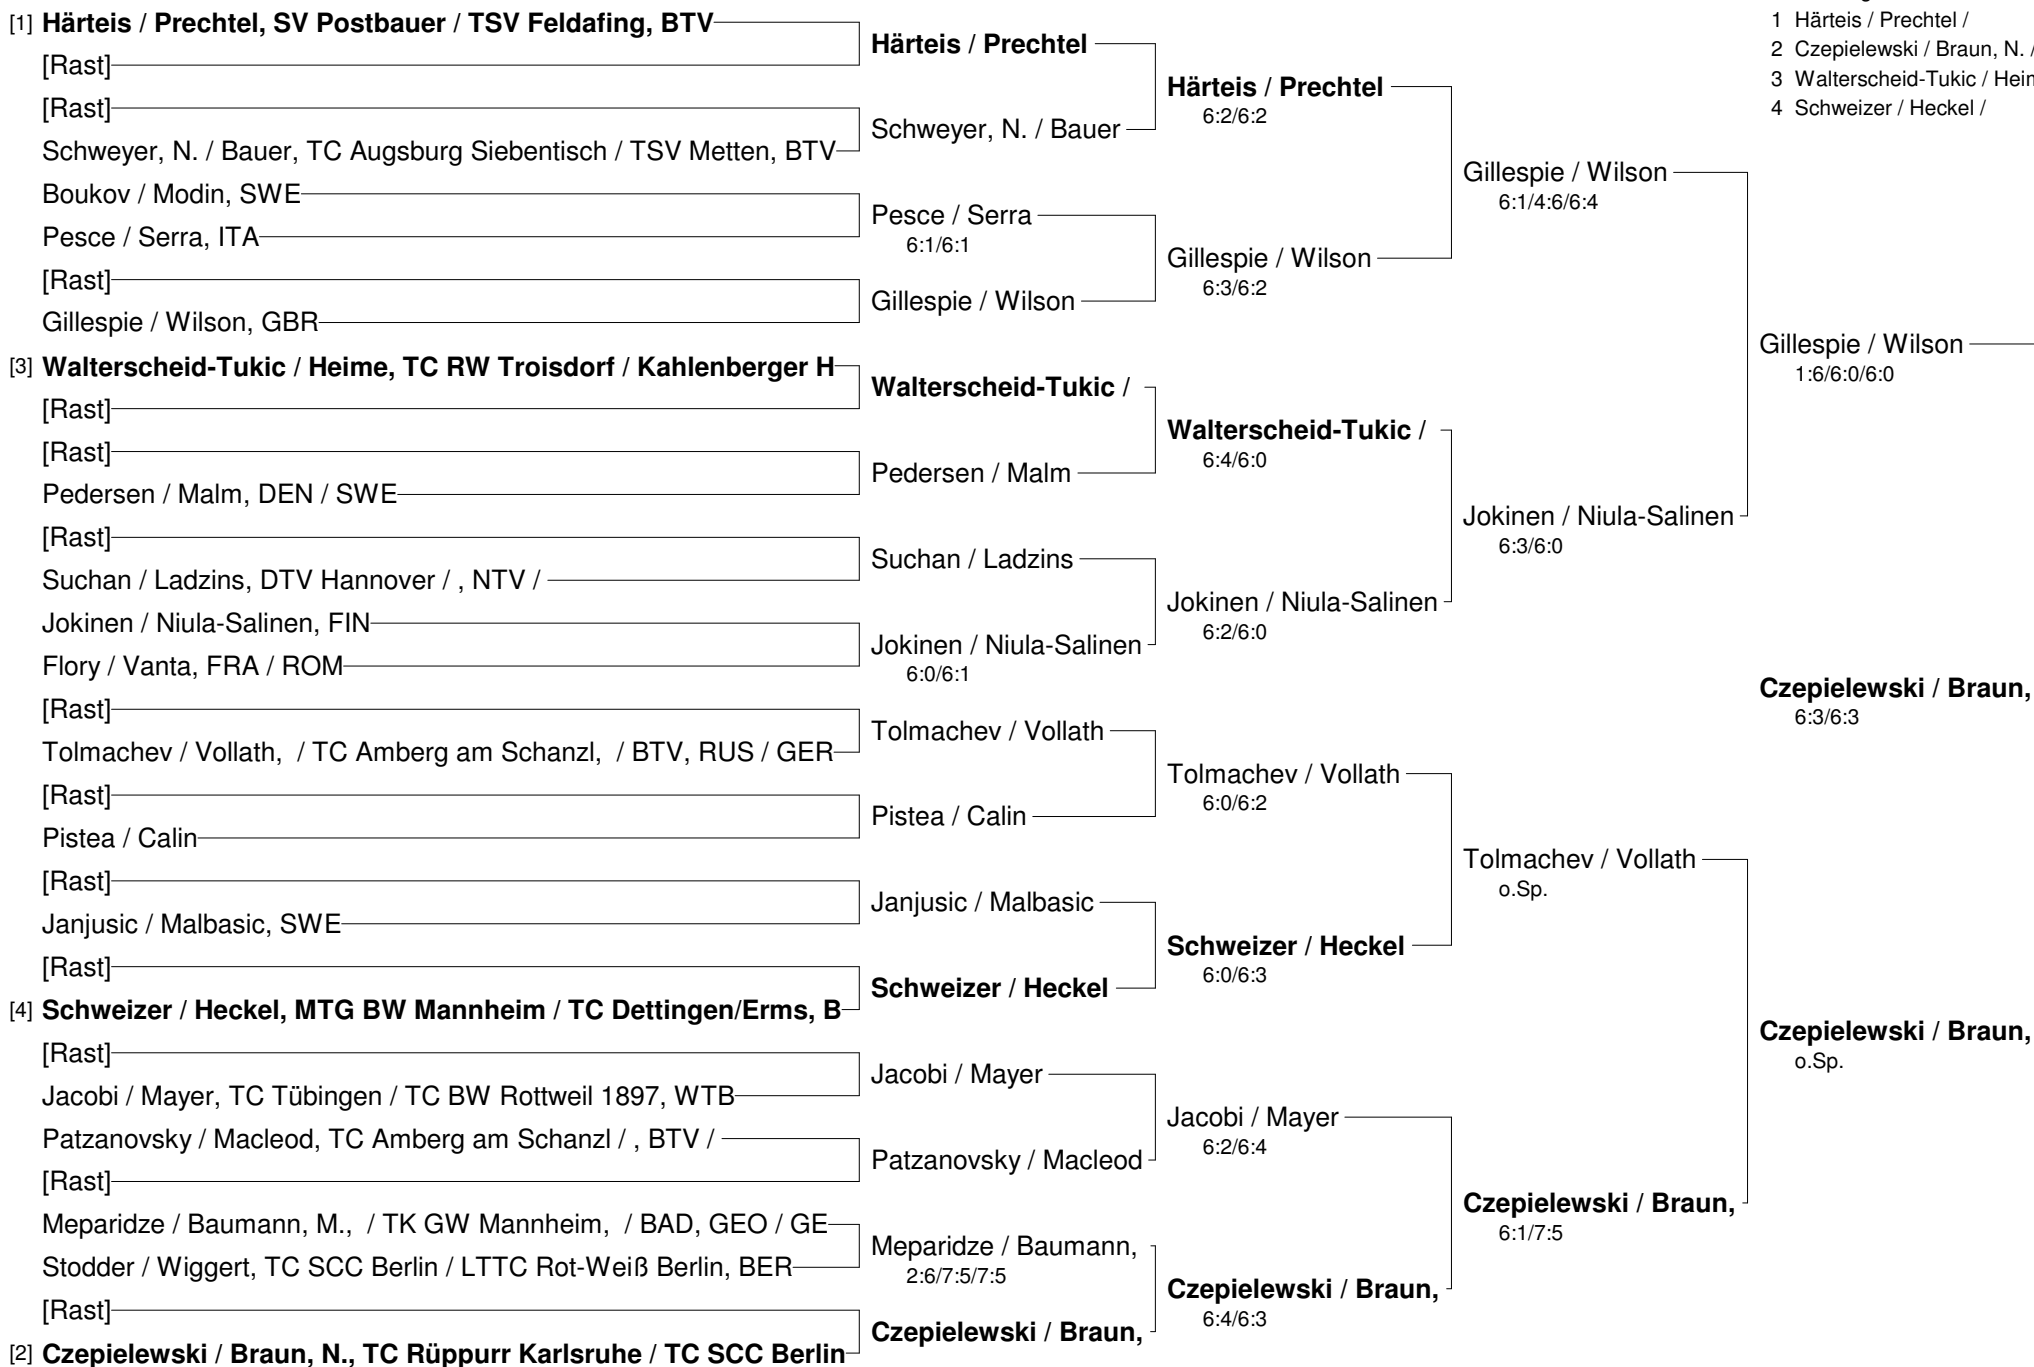 [1] Härteis / Prechtel, SV Postbauer / TSV Feldafing, BTV
[Rast]
[Rast]
Schweyer, N. / Bauer, TC Augsburg Siebentisch / TSV Metten, BTV
Boukov / Modin, SWE
Pesce / Serra, ITA
[Rast]
Gillespie / Wilson, GBR
[3] Walterscheid-Tukic / Heime, TC RW Troisdorf / Kahlenberger H
[Rast]
[Rast]
Pedersen / Malm, DEN / SWE
[Rast]
Suchan / Ladzins, DTV Hannover / , NTV /
Jokinen / Niula-Salinen, FIN
Flory / Vanta, FRA / ROM
[Rast]
Tolmachev / Vollath, / TC Amberg am Schanzl, / BTV, RUS / GER
[Rast]
Pistea / Calin
[Rast]
Janjusic / Malbasic, SWE
[Rast]
[4] Schweizer / Heckel, MTG BW Mannheim / TC Dettingen/Erms, B
[Rast]
Jacobi / Mayer, TC Tübingen / TC BW Rottweil 1897, WTB
Patzanovsky / Macleod, TC Amberg am Schanzl / , BTV /
[Rast]
Meparidze / Baumann, M., / TK GW Mannheim, / BAD, GEO / GE
Stodder / Wiggert, TC SCC Berlin / LTTC Rot-Weiß Berlin, BER
[Rast]
[2] Czepielewski / Braun, N., TC Rüppurr Karlsruhe / TC SCC Berlin
Härteis / Prechtel
Schweyer, N. / Bauer
Pesce / Serra
6:1/6:1
Gillespie / Wilson
Walterscheid-Tukic /
Pedersen / Malm
Suchan / Ladzins
Jokinen / Niula-Salinen
6:0/6:1
Tolmachev / Vollath
Pistea / Calin
Janjusic / Malbasic
Schweizer / Heckel
Jacobi / Mayer
Patzanovsky / Macleod
Meparidze / Baumann,
2:6/7:5/7:5
Czepielewski / Braun,
Härteis / Prechtel
6:2/6:2
Gillespie / Wilson
6:3/6:2
Walterscheid-Tukic /
6:4/6:0
Jokinen / Niula-Salinen
6:2/6:0
Tolmachev / Vollath
6:0/6:2
Schweizer / Heckel
6:0/6:3
Jacobi / Mayer
6:2/6:4
Czepielewski / Braun,
6:4/6:3
Gillespie / Wilson
6:1/4:6/6:4
Jokinen / Niula-Salinen
6:3/6:0
Tolmachev / Vollath
o.Sp.
Czepielewski / Braun,
6:1/7:5
Gillespie / Wilson
1:6/6:0/6:0
Czepielewski / Braun,
6:3/6:3
Czepielewski / Braun,
o.Sp.
1 Härteis / Prechtel /
2 Czepielewski / Braun, N. /
3 Walterscheid-Tukic / Hein
4 Schweizer / Heckel /